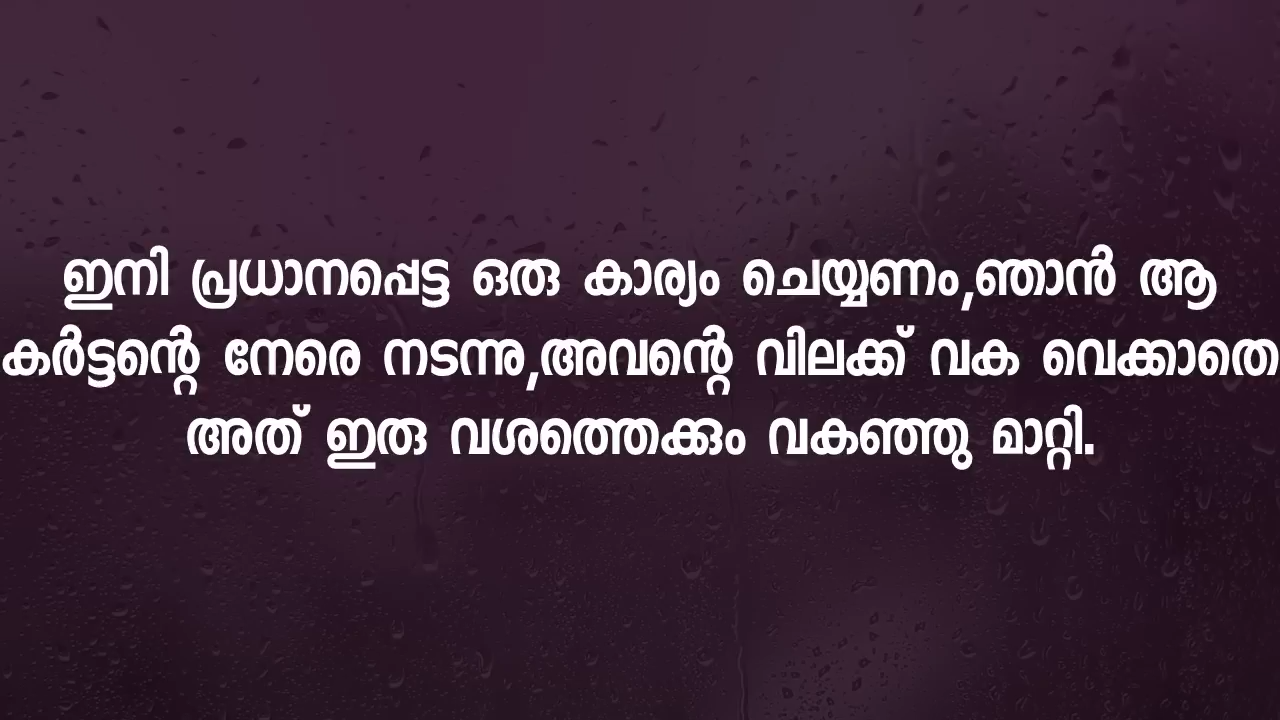 ഇനി പ്രധാനപ്പെട്ട ഒരു കാര്യം ചെയ്യണം,ഞാൻ ആ
കർട്ടന്റെ നേരെ നടന്നു,അവന്റെ വിലക്ക് വക വെക്കാതെ
അത് ഇരു വശത്തെക്കും വകഞ്ഞു മാറ്റി.